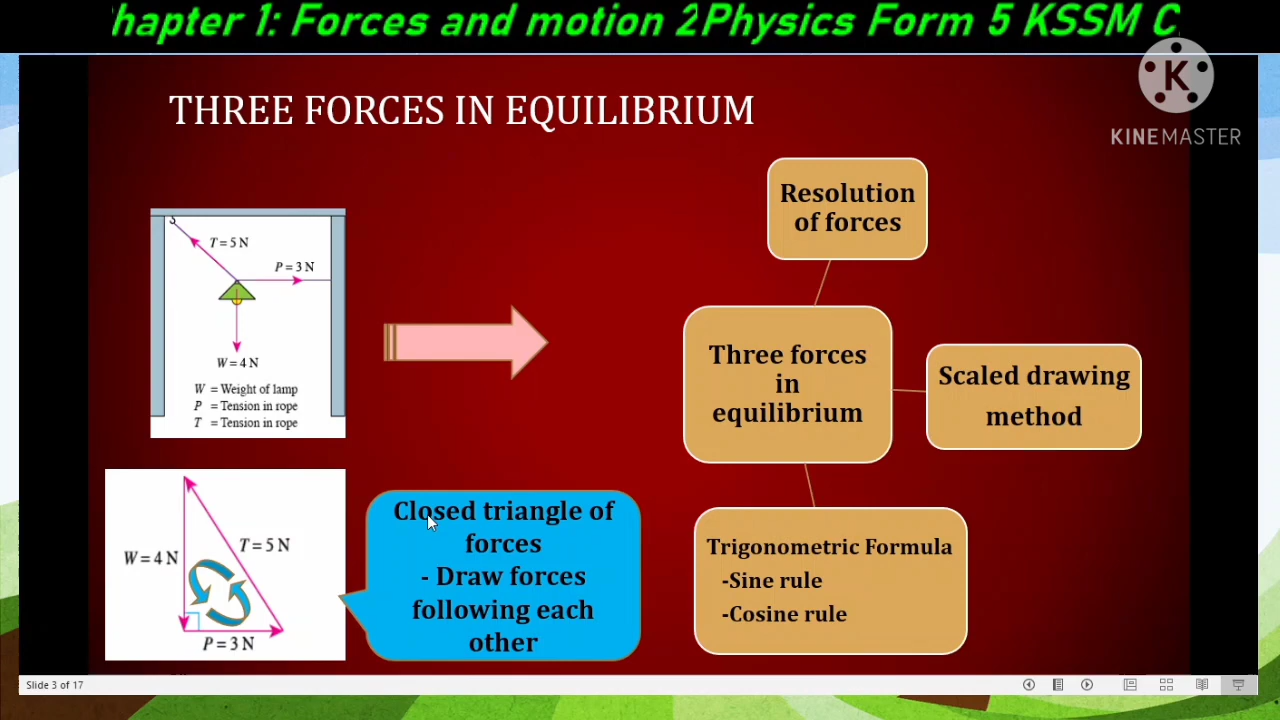 hapter 1: Forces and motion 2Physics Form 5 KSSM C
K
KINEMASTER
THREE FORCES IN EQUILIBRIUM
T = 5 N
P = 3 N
W = 4 N
W = Weight of lamp
P = Tension in rope
T = Tension in rope
Resolution
of forces
Three forces
in
equilibrium
Scaled drawing
method
Trigonometric Formula
-Sine rule
-Cosine rule
W = 4 N
T = 5 N
P = 3 N
Closed triangle of
forces
- Draw forces
following each
other
Slide 3 of 17